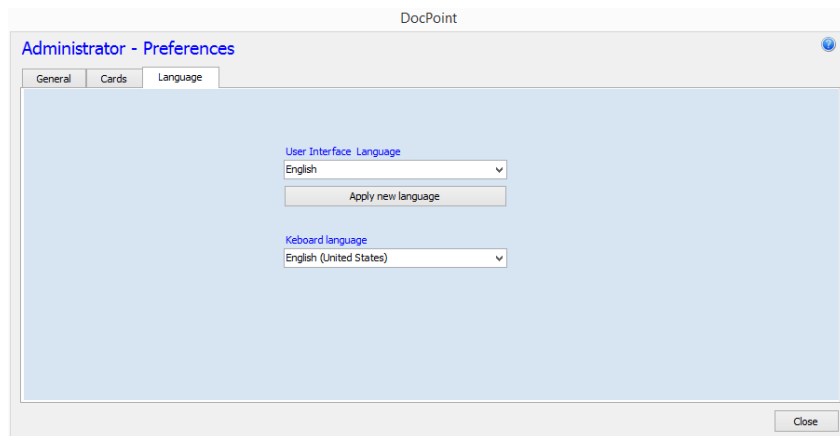 DocPoint
Administrator - Preferences
General Cards Language
User Interface Language
English
Apply new language
Keboard language
English (United States)
Close